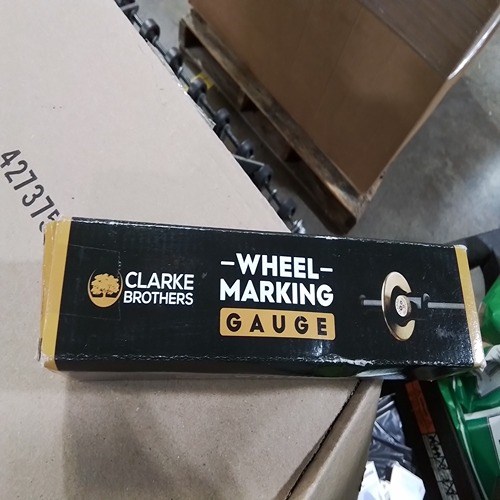 42737
CLARKE
BROTHERS
-WHEEL-
MARKING
GAUGE